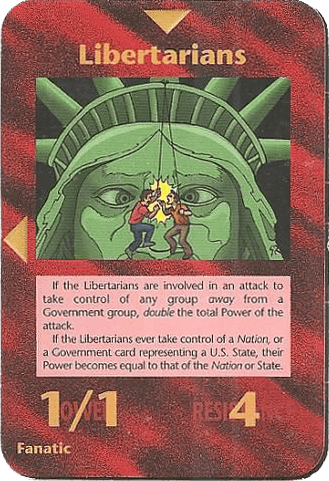 Libertarians
If the Libertarians are involved in an attack to
take control of any group away from a
Government group, double the total Power of the
attack.
If the Libertarians ever take control of a Nation, or
a Government card representing a U.S. State, their
Power becomes equal to that of the Nation or State.
POWER 1/1 RESISTANCE 4
Fanatic